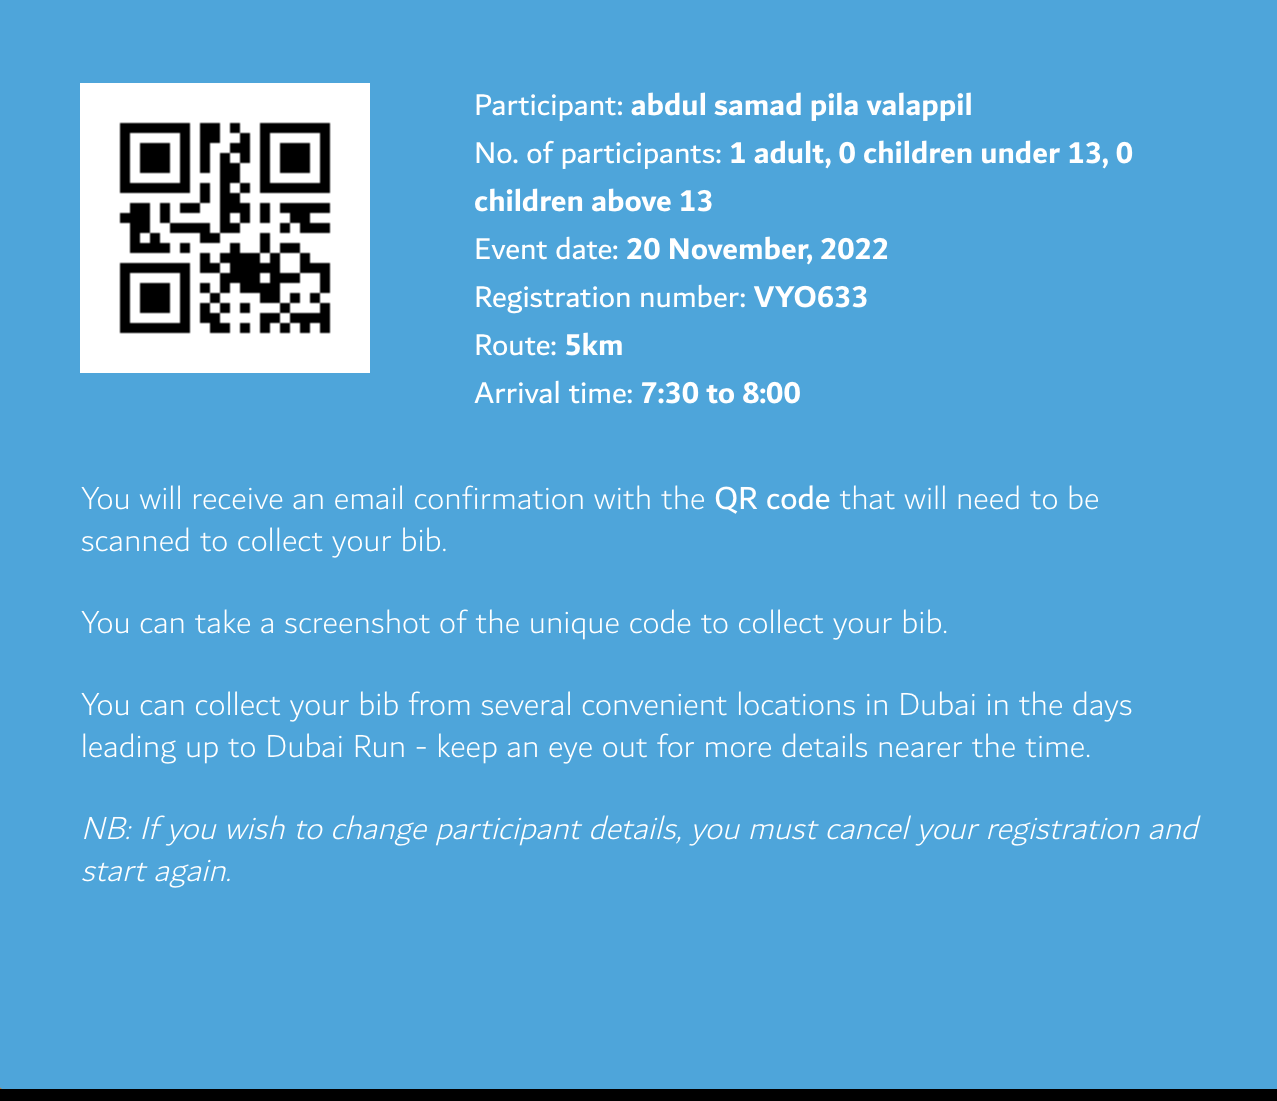 Participant: abdul samad pila valappil
No. of participants: 1 adult, 0 children under 13, 0
children above 13
Event date: 20 November, 2022
Registration number: VYO633
Route: 5km
Arrival time: 7:30 to 8:00
You will receive an email confirmation with the QR code that will need to be
scanned to collect your bib.
You can take a screenshot of the unique code to collect your bib.
You can collect your bib from several convenient locations in Dubai in the days
leading up to Dubai Run - keep an eye out for more details nearer the time.
NB: If you wish to change participant details, you must cancel your registration and
start again.